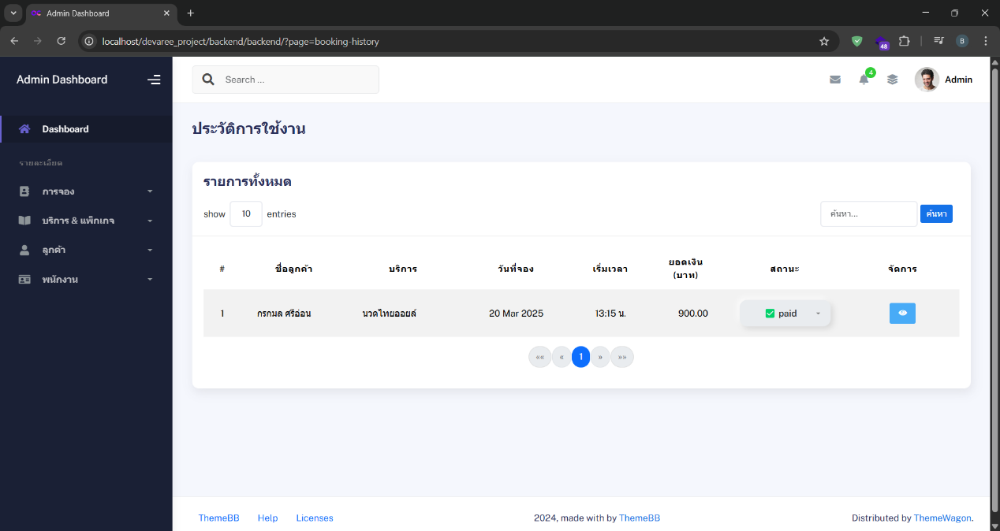 Admin Dashboard
localhost/devaree_project/backend/backend/?page=booking-history
48
B
Admin Dashboard
Search ...
4
Admin
Dashboard
รายละเอียด
การจอง
บริการ & แพ็กเกจ
ลูกค้า
พนักงาน
ประวัติการใช้งาน
รายการทั้งหมด
show 10 entries
ค้นหา...
ค้นหา
# ชื่อลูกค้า บริการ วันที่จอง เริ่มเวลา ยอดเงิน (บาท) สถานะ จัดการ
1 กรกมล ศรีอ่อน นวดไทยออยล์ 20 Mar 2025 13:15 น. 900.00 paid
«« « 1 » »»
ThemeBB Help Licenses 2024, made with by ThemeBB Distributed by ThemeWagon.